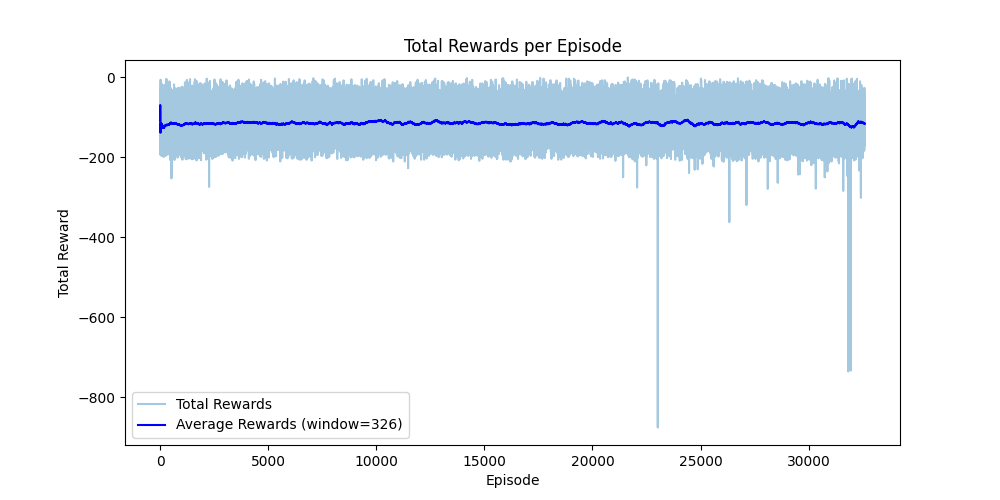 Total Rewards per Episode
Total Reward
0
−200
−400
−600
−800
Total Rewards
Average Rewards (window=326)
0
5000
10000
15000
20000
25000
30000
Episode